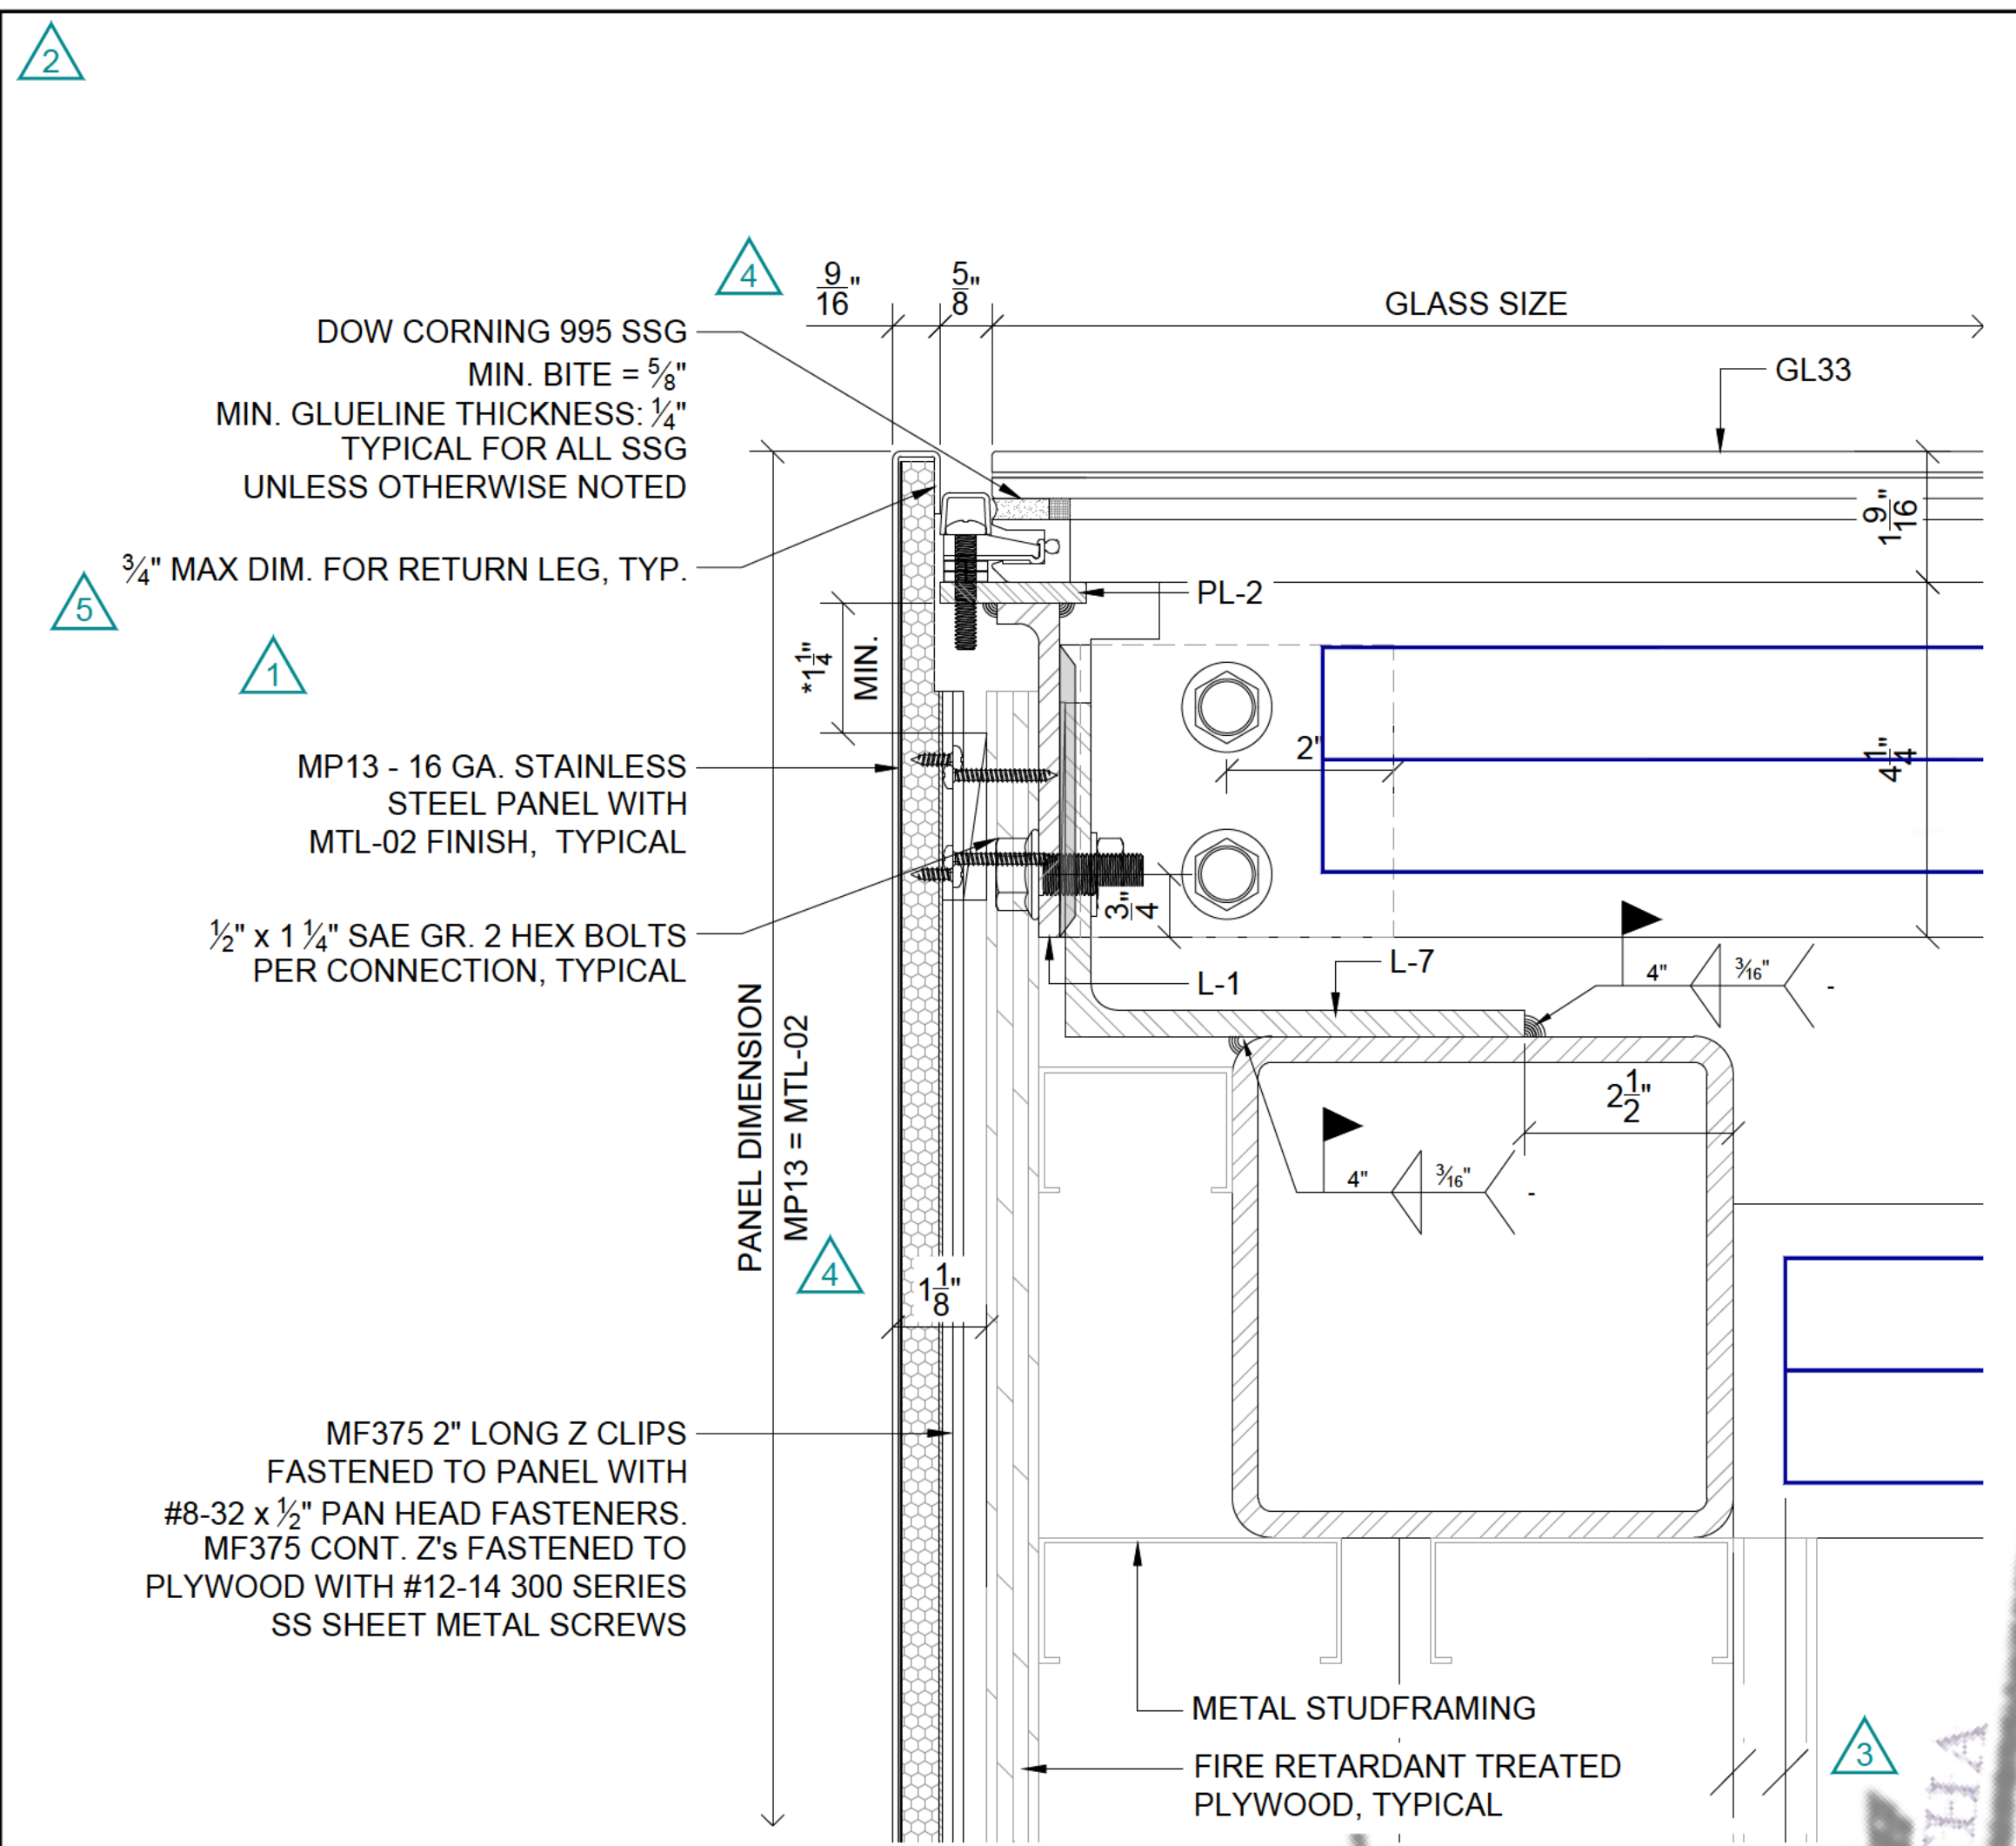 2
4
9/16"
5/8"
GLASS SIZE
DOW CORNING 995 SSG
MIN. BITE = 5⁄8"
MIN. GLUELINE THICKNESS: 1⁄4"
TYPICAL FOR ALL SSG
UNLESS OTHERWISE NOTED
GL33
1 9/16"
3⁄4" MAX DIM. FOR RETURN LEG, TYP.
5
1
PL-2
*1 1/4"
MIN.
MP13 - 16 GA. STAINLESS
STEEL PANEL WITH
MTL-02 FINISH, TYPICAL
2"
4 1/4"
3/4"
1⁄2" x 1 1⁄4" SAE GR. 2 HEX BOLTS
PER CONNECTION, TYPICAL
L-1
L-7
4"
3⁄16"
-
PANEL DIMENSION
MP13 = MTL-02
2 1/2"
4"
3⁄16"
-
4
1 1/8"
MF375 2" LONG Z CLIPS
FASTENED TO PANEL WITH
#8-32 x 1⁄2" PAN HEAD FASTENERS.
MF375 CONT. Z's FASTENED TO
PLYWOOD WITH #12-14 300 SERIES
SS SHEET METAL SCREWS
METAL STUDFRAMING
FIRE RETARDANT TREATED
PLYWOOD, TYPICAL
3